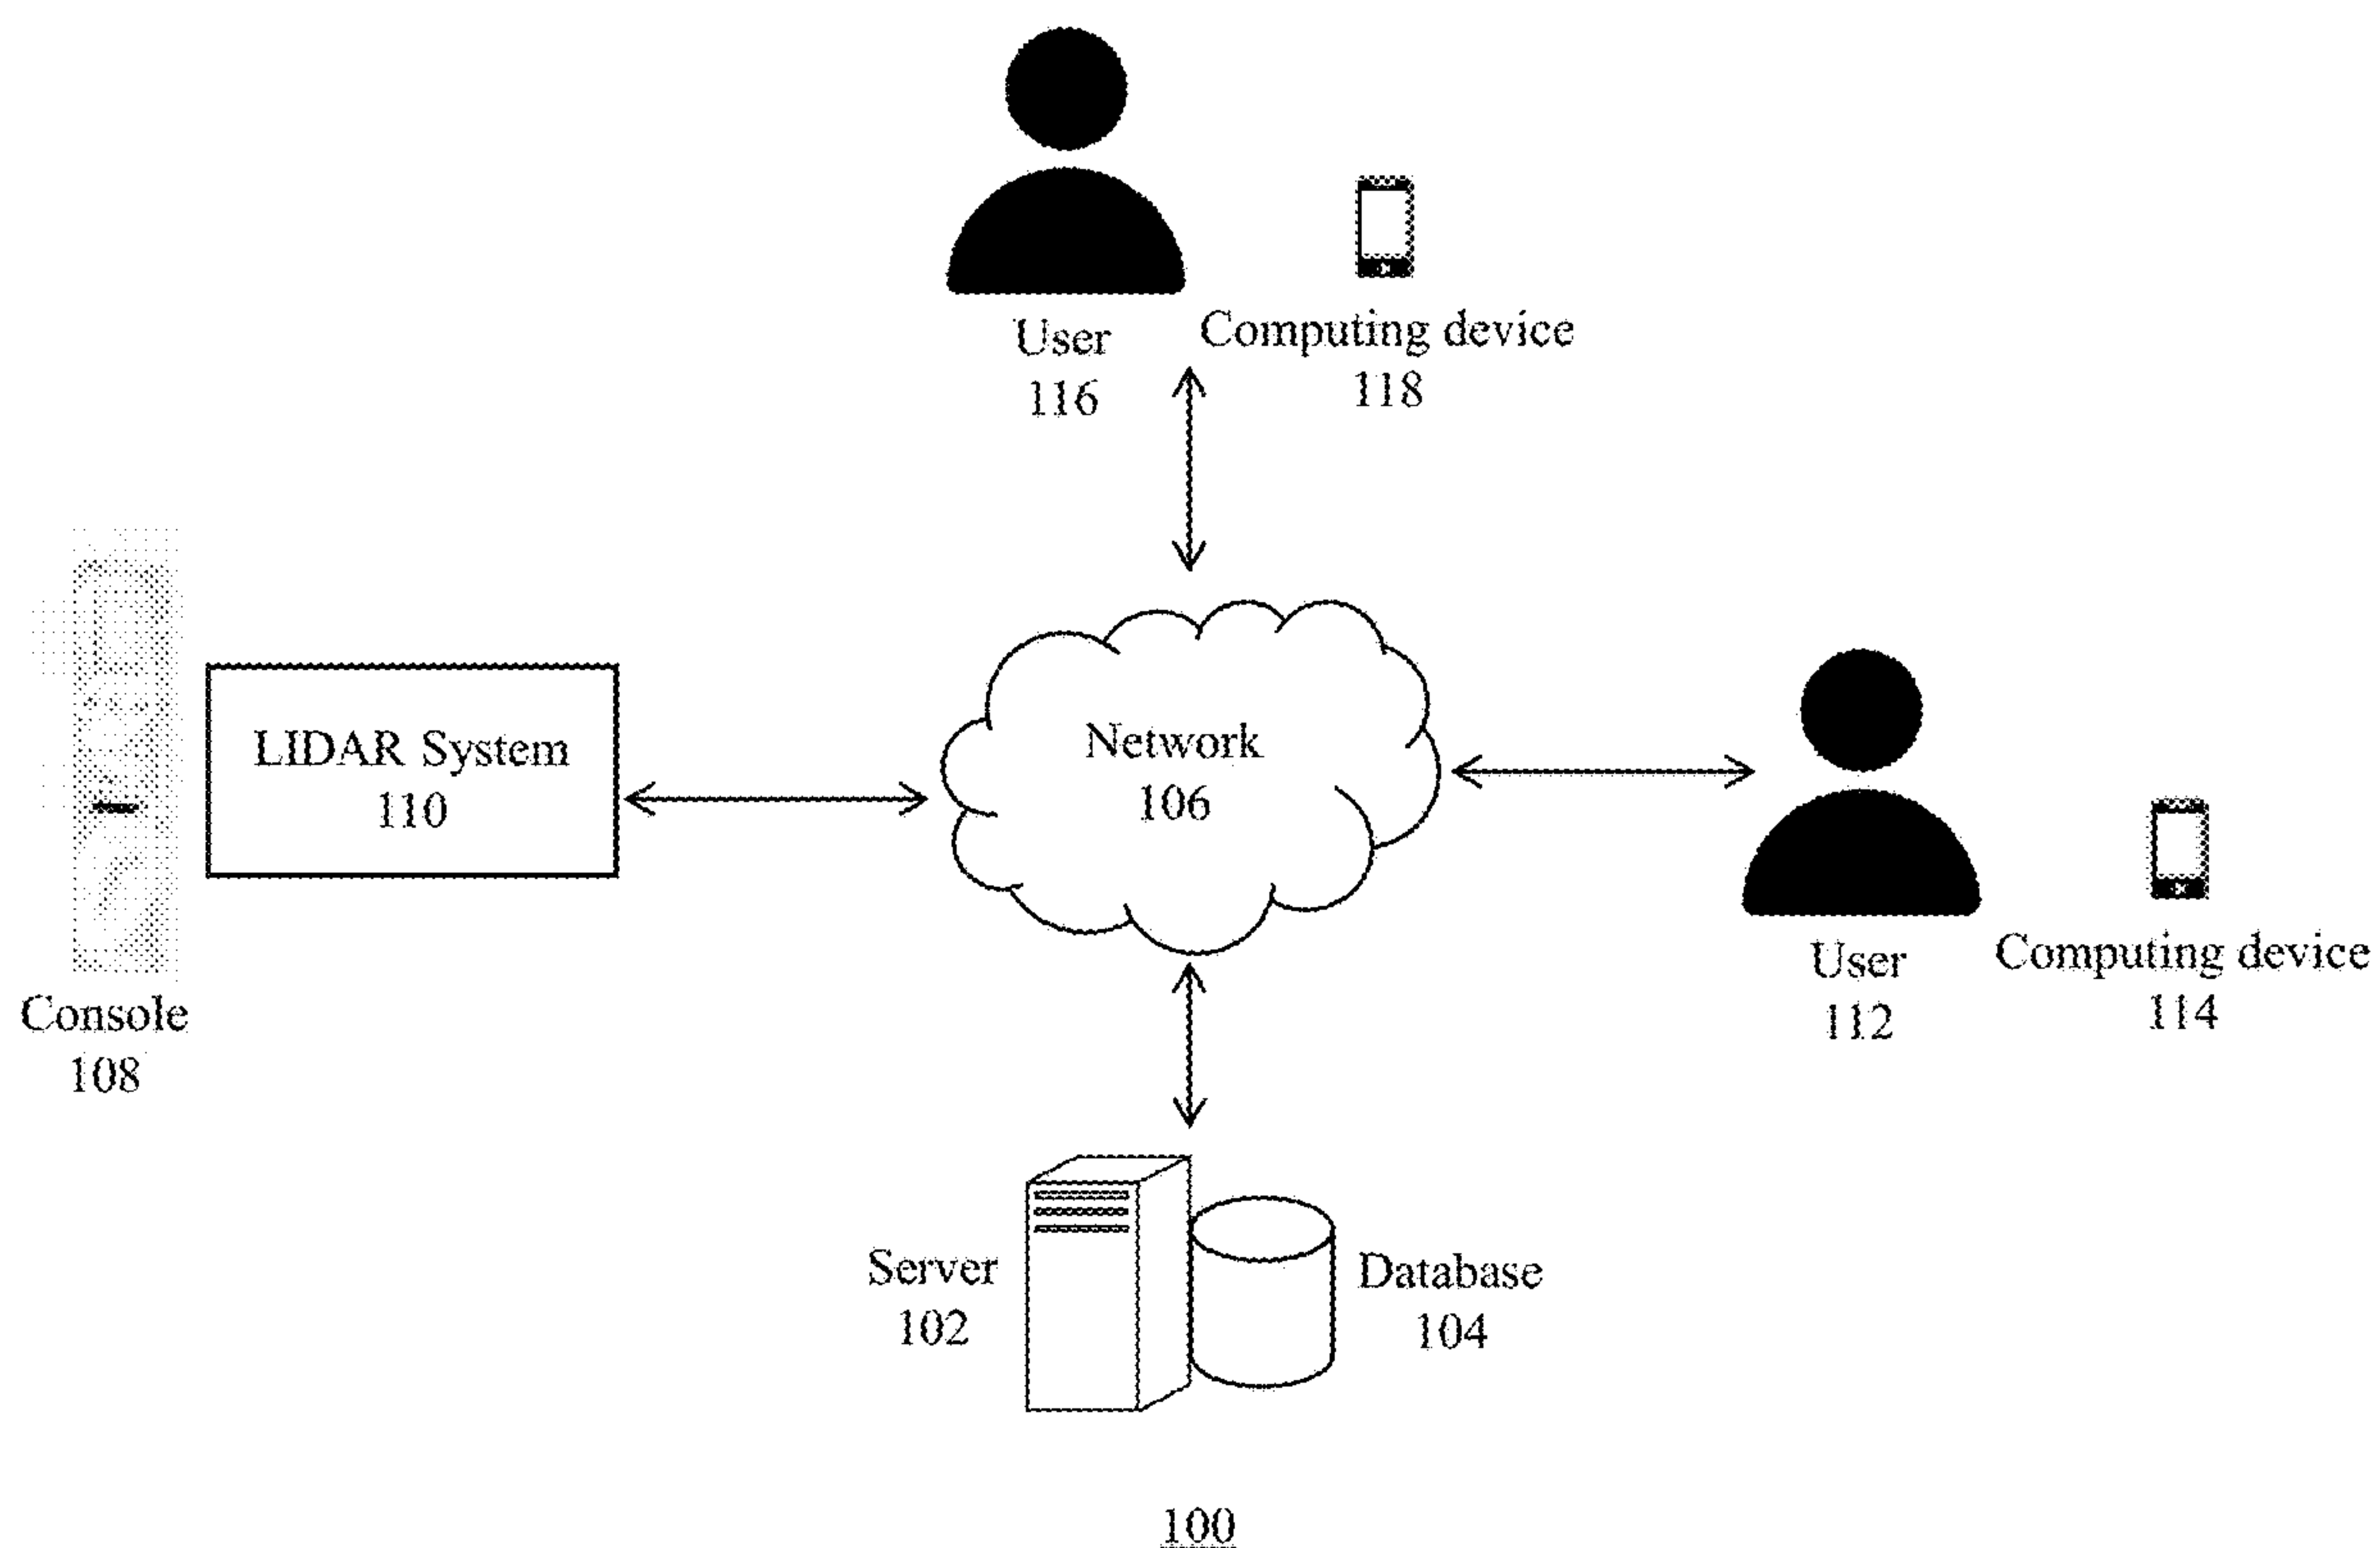 User
116
Computing device
118
LIDAR System
110
Network
106
Console
108
User
112
Computing device
114
Server
102
Database
104
100